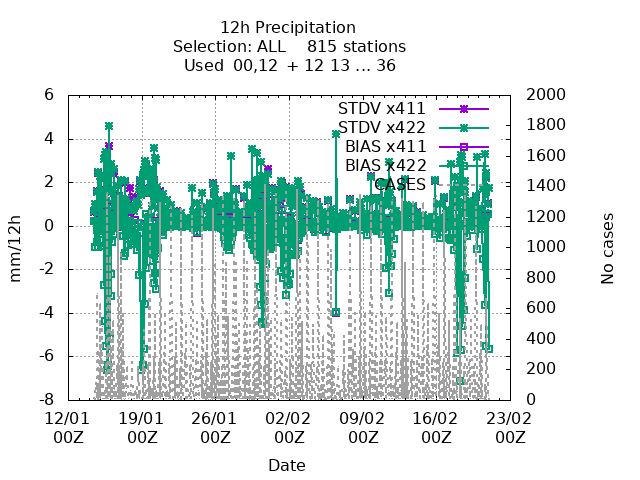 12h Precipitation
Selection: ALL    815 stations
Used  00,12  + 12 13 ... 36
STDV x411
STDV x422
BIAS x411
BIAS x422
CASES
6
4
2
0
-2
-4
-6
-8
mm/12h
2000
1800
1600
1400
1200
1000
800
600
400
200
0
No cases
12/01 19/01 26/01 02/02 09/02 16/02 23/02
00Z 00Z 00Z 00Z 00Z 00Z 00Z
Date